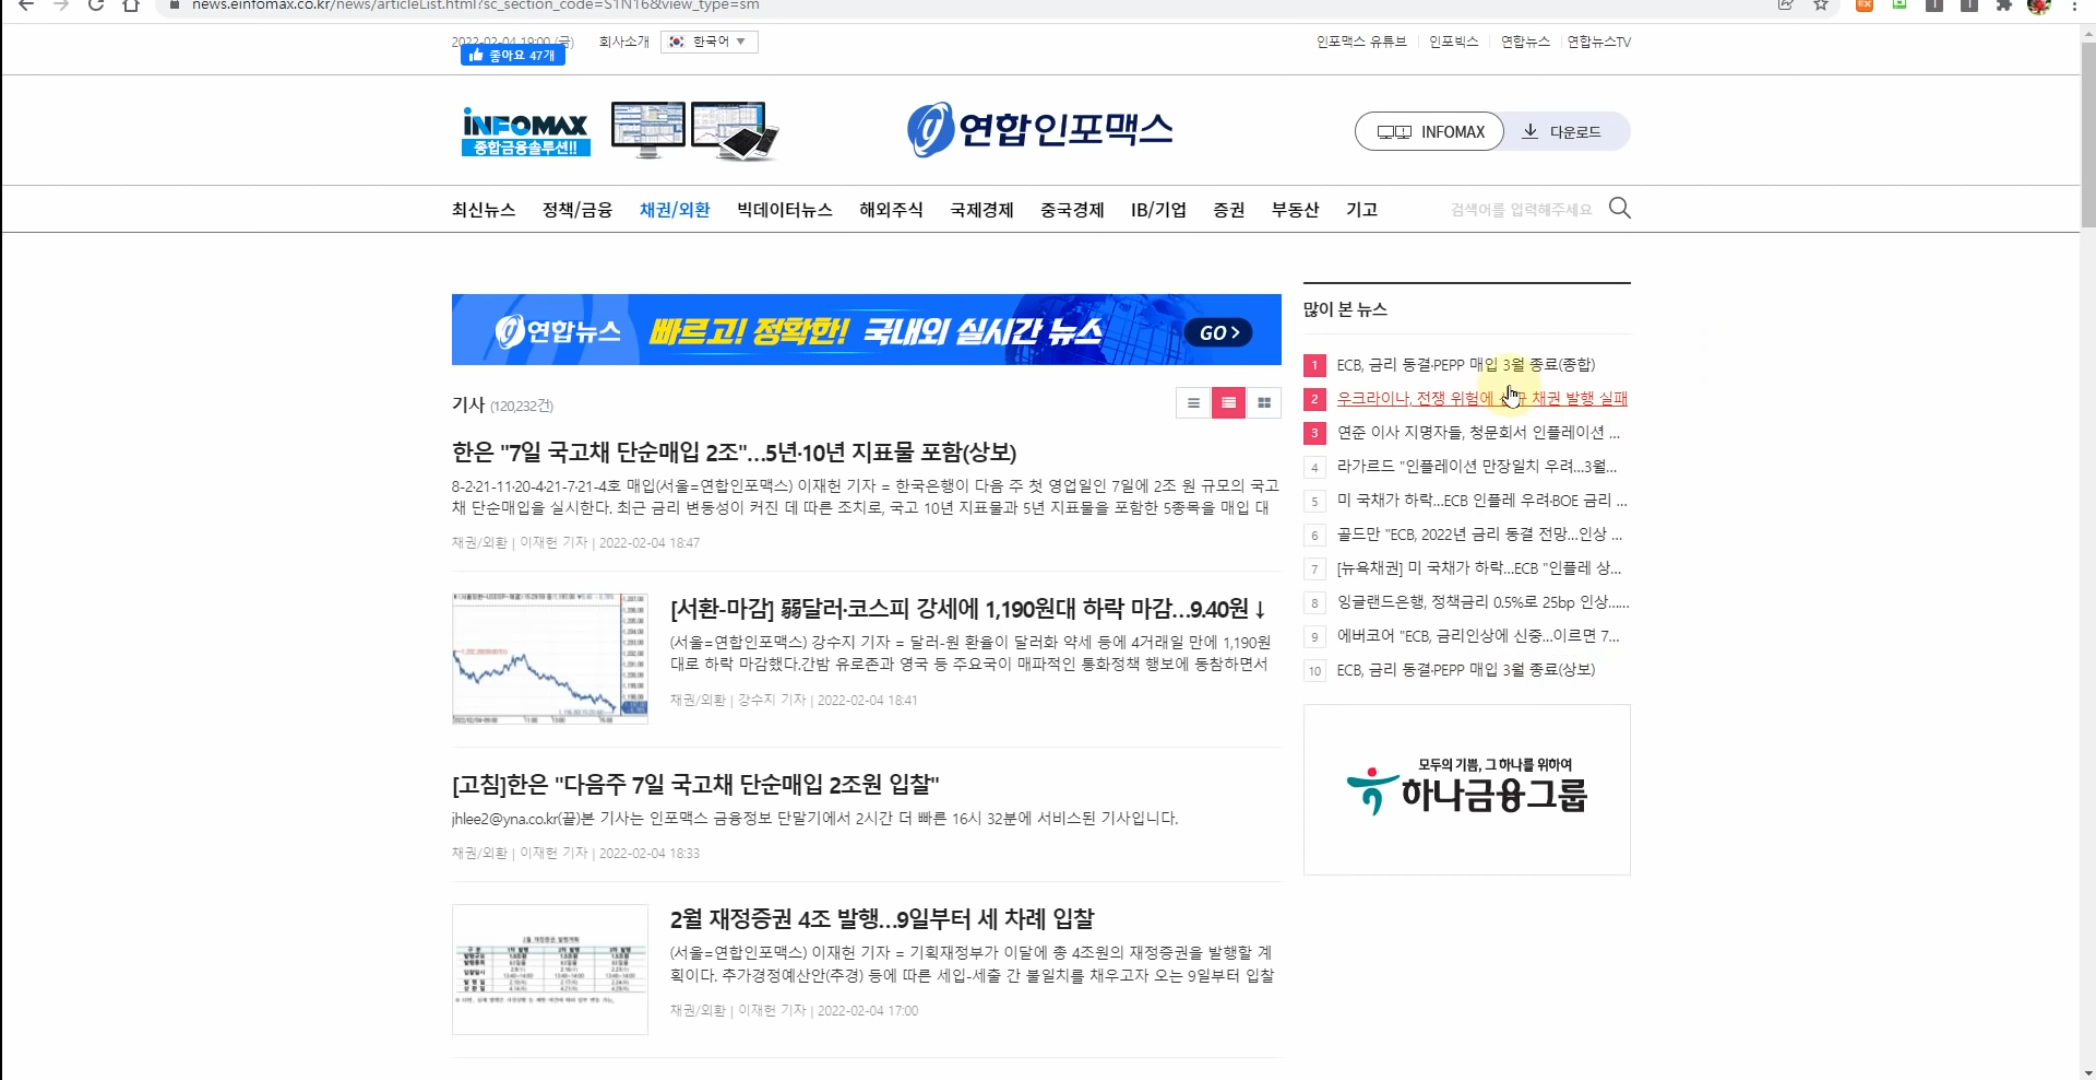 news.einfomax.co.kr/news/articleList.html?sc_section_code=S1N16&view_type=sm
2022-02-04 19:00 (금) 회사소개 한국어 ▼ 인포맥스 유튜브 인포빅스 연합뉴스 연합뉴스TV
좋아요 47개
INFOMAX
종합금융솔루션!!
연합인포맥스
INFOMAX 다운로드
최신뉴스 정책/금융 채권/외환 빅데이터뉴스 해외주식 국제경제 중국경제 IB/기업 증권 부동산 기고 검색어를 입력해주세요
연합뉴스 빠르고! 정확한! 국내외 실시간 뉴스 GO >
기사 (120,232건)
한은 "7일 국고채 단순매입 2조"...5년·10년 지표물 포함(상보)
8-2·21-11·20-4·21-7·21-4호 매입(서울=연합인포맥스) 이재헌 기자 = 한국은행이 다음 주 첫 영업일인 7일에 2조 원 규모의 국고
채 단순매입을 실시한다. 최근 금리 변동성이 커진 데 따른 조치로, 국고 10년 지표물과 5년 지표물을 포함한 5종목을 매입 대
채권/외환 | 이재헌 기자 | 2022-02-04 18:47
[서환-마감] 弱달러·코스피 강세에 1,190원대 하락 마감...9.40원↓
(서울=연합인포맥스) 강수지 기자 = 달러-원 환율이 달러화 약세 등에 4거래일 만에 1,190원
대로 하락 마감했다.간밤 유로존과 영국 등 주요국이 매파적인 통화정책 행보에 동참하면서
채권/외환 | 강수지 기자 | 2022-02-04 18:41
[고침]한은 "다음주 7일 국고채 단순매입 2조원 입찰"
jhlee2@yna.co.kr(끝)본 기사는 인포맥스 금융정보 단말기에서 2시간 더 빠른 16시 32분에 서비스된 기사입니다.
채권/외환 | 이재헌 기자 | 2022-02-04 18:33
2월 재정증권 4조 발행...9일부터 세 차례 입찰
(서울=연합인포맥스) 이재헌 기자 = 기획재정부가 이달에 총 4조원의 재정증권을 발행할 계
획이다. 추가경정예산안(추경) 등에 따른 세입-세출 간 불일치를 채우고자 오는 9일부터 입찰
채권/외환 | 이재헌 기자 | 2022-02-04 17:00
많이 본 뉴스
1 ECB, 금리 동결·PEPP 매입 3월 종료(종합)
2 우크라이나, 전쟁 위험에 채권 발행 실패
3 연준 이사 지명자들, 청문회서 인플레이션 ...
4 라가르드 "인플레이션 만장일치 우려...3월...
5 미 국채가 하락...ECB 인플레 우려·BOE 금리 ...
6 골드만 "ECB, 2022년 금리 동결 전망...인상 ...
7 [뉴욕채권] 미 국채가 하락...ECB "인플레 상...
8 잉글랜드은행, 정책금리 0.5%로 25bp 인상......
9 에버코어 "ECB, 금리인상에 신중...이르면 7...
10 ECB, 금리 동결·PEPP 매입 3월 종료(상보)
모두의 기쁨, 그 하나를 위하여
하나금융그룹